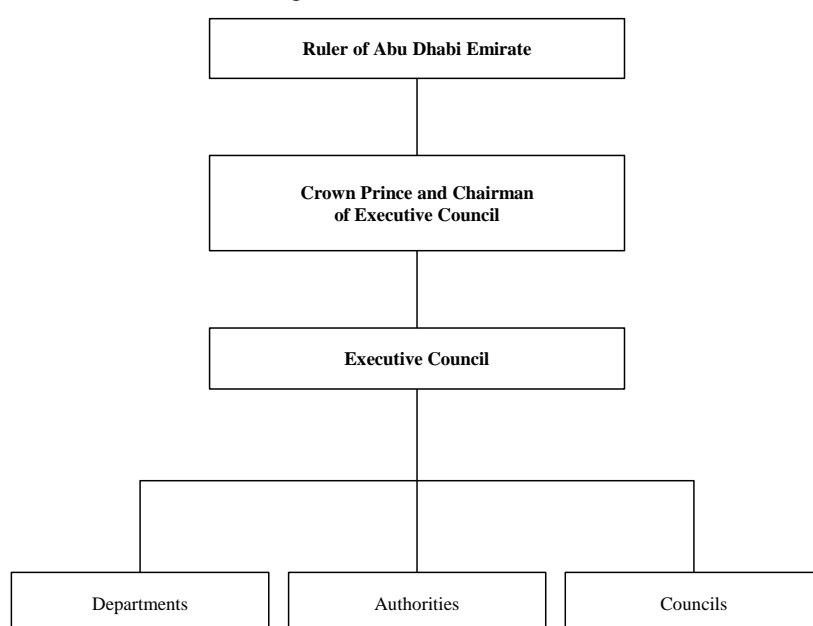 Ruler of Abu Dhabi Emirate
Crown Prince and Chairman
of Executive Council
Executive Council
Departments
Authorities
Councils